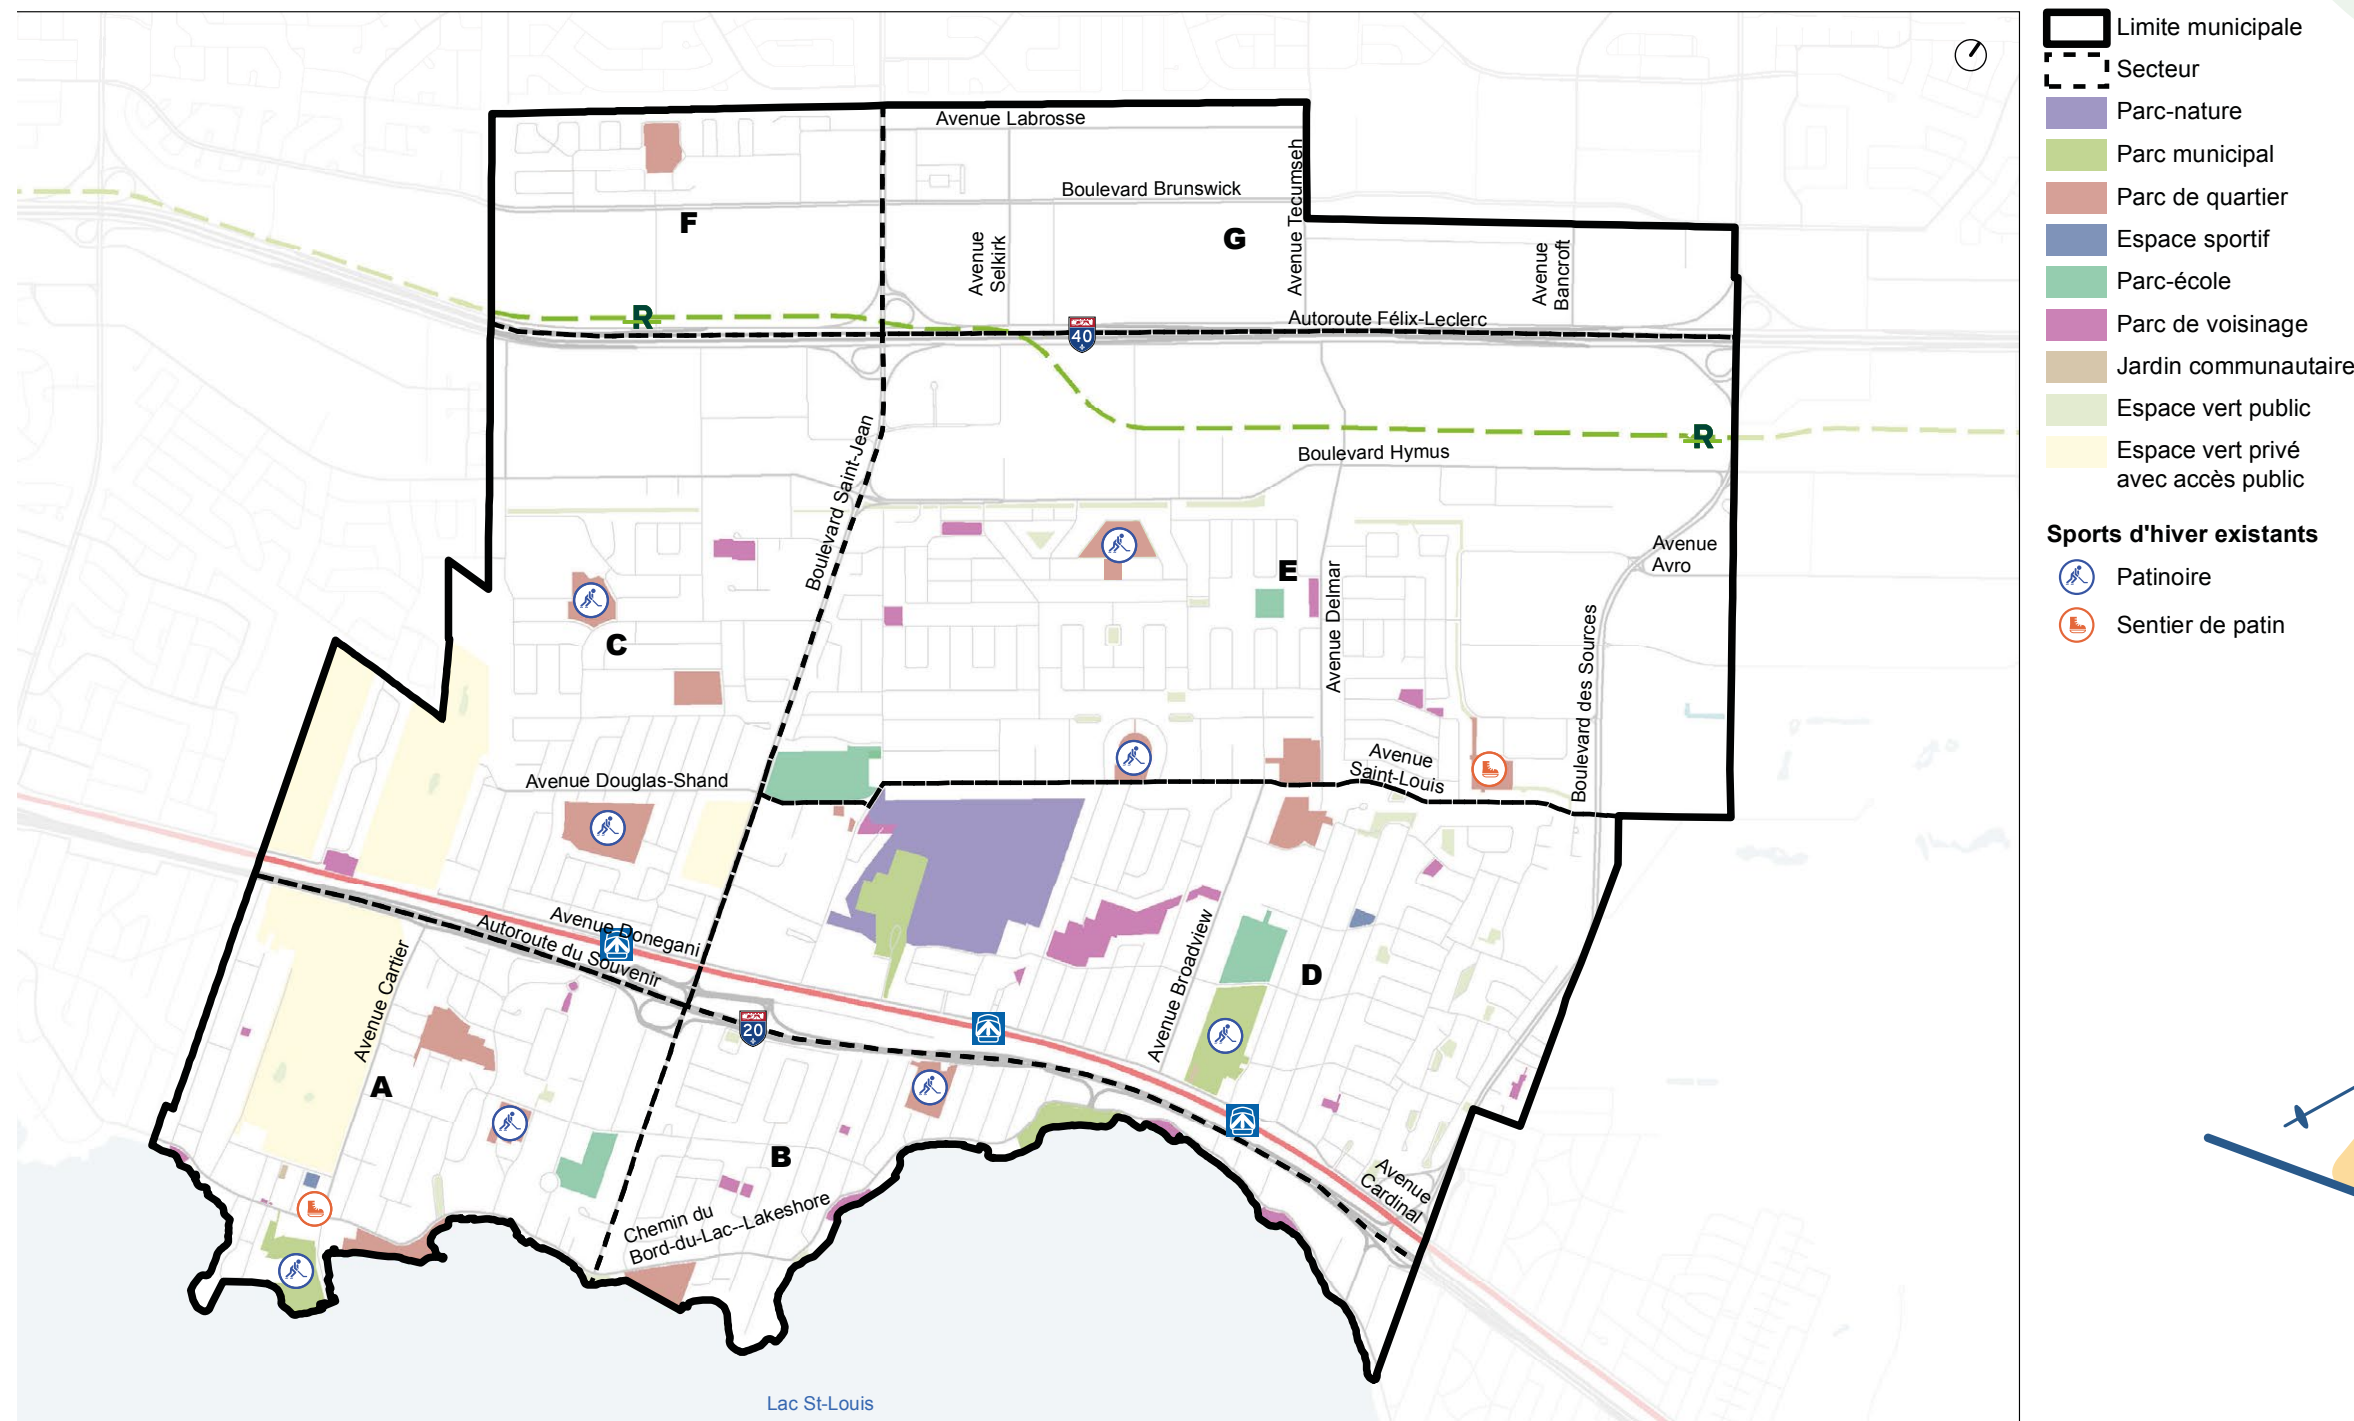 Avenue Labrosse
Boulevard Brunswick
Avenue Tecumseh
F
G
Avenue
Selkirk
Avenue
Bancroft
R
Autoroute Félix-Leclerc
40
R
Boulevard Hymus
Boulevard Saint-Jean
Avenue
Avro
E
Avenue Delmar
C
Boulevard des Sources
Avenue Douglas-Shand
Avenue
Saint-Louis
Avenue Donegani
Autoroute du Souvenir
Avenue Cartier
Avenue Broadview
D
20
A
B
Chemin du
Bord-du-Lac--Lakeshore
Avenue
Cardinal
Lac St-Louis
Limite municipale
Secteur
Parc-nature
Parc municipal
Parc de quartier
Espace sportif
Parc-école
Parc de voisinage
Jardin communautaire
Espace vert public
Espace vert privé
avec accès public
Sports d'hiver existants
Patinoire
Sentier de patin